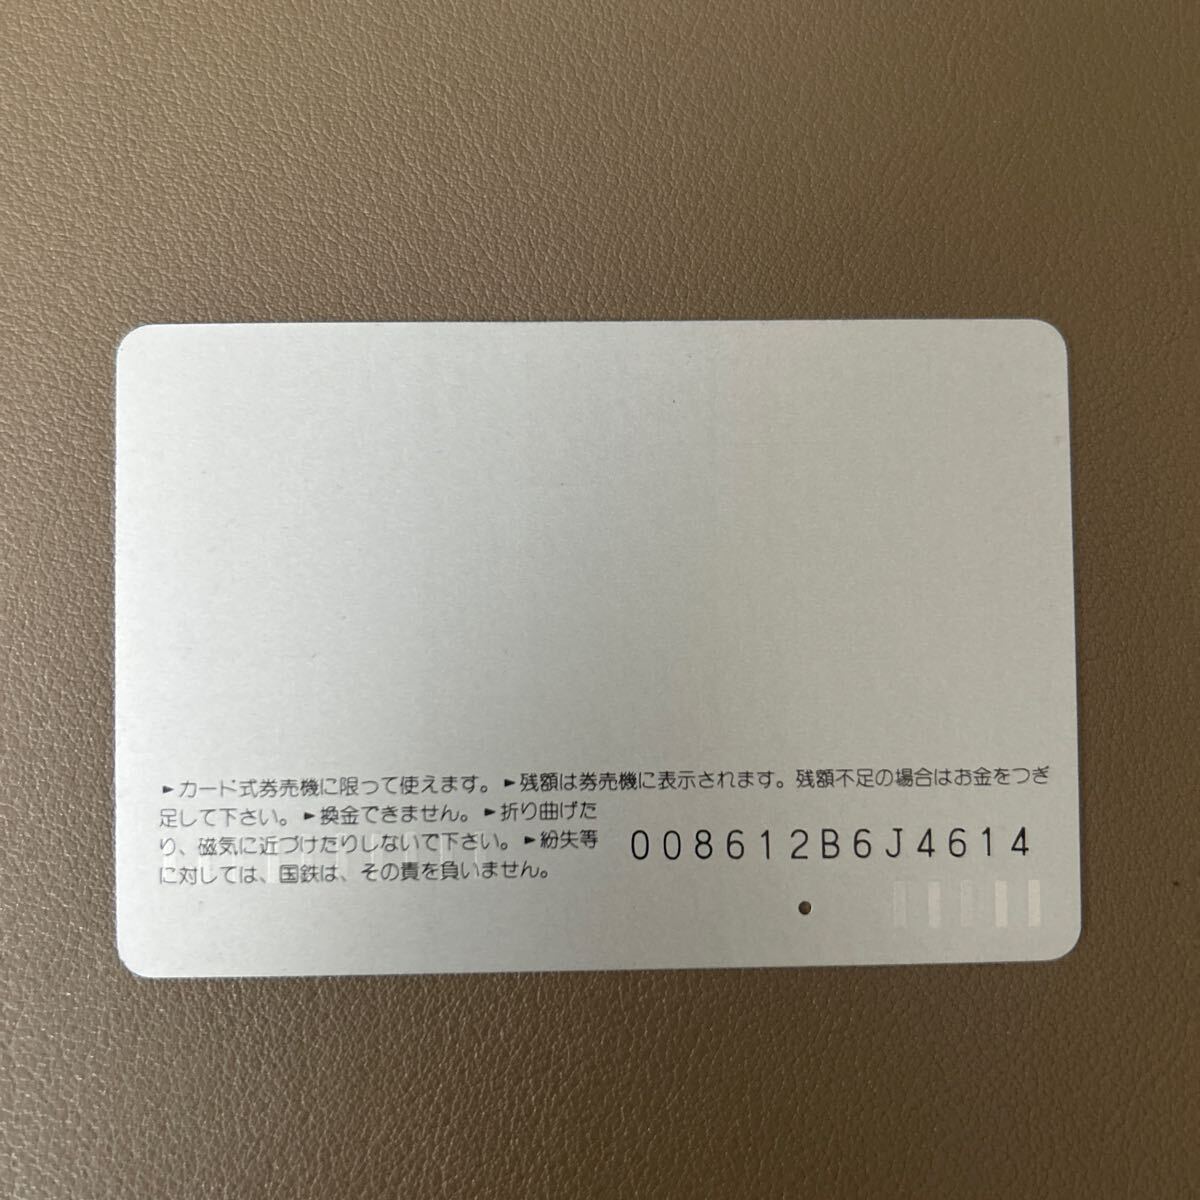 ►カード式券売機に限って使えます。►残額は券売機に表示されます。残額不足の場合はお金をつぎ
足して下さい。►換金できません。►折り曲げた
り、磁気に近づけたりしないで下さい。►紛失等
に対しては、国鉄は、その責を負いません。
008612B6J4614